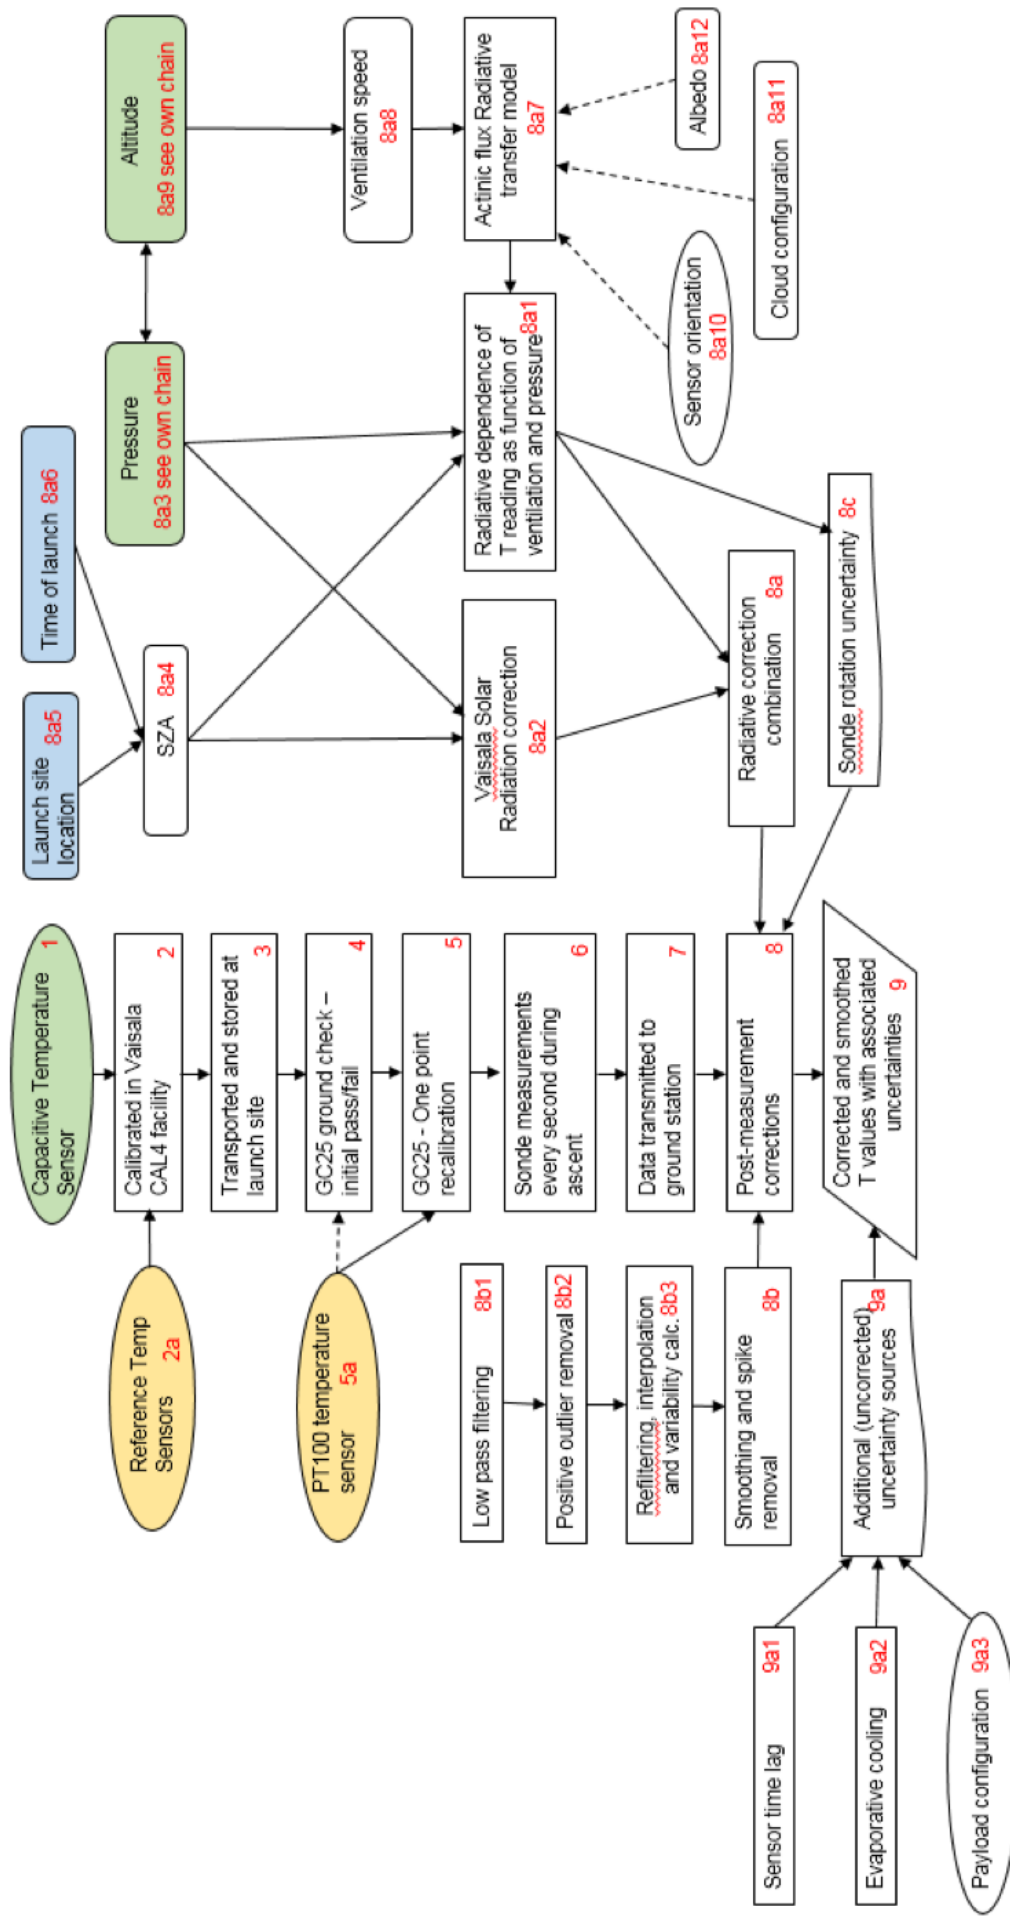 Capacitive Temperature
Sensor 1
Reference Temp
Sensors 2a
Calibrated in Vaisala
CAL4 facility 2
Transported and stored at
launch site 3
PT100 temperature
sensor 5a
GC25 ground check –
initial pass/fail 4
GC25 - One point
recalibration 5
Sonde measurements
every second during
ascent 6
Data transmitted to
ground station 7
Post-measurement
corrections 8
Corrected and smoothed
T values with associated
uncertainties 9
Low pass filtering 8b1
Positive outlier removal 8b2
Refiltering, interpolation
and variability calc. 8b3
Smoothing and spike
removal 8b
Additional (uncorrected)
uncertainty sources 9a
Sensor time lag 9a1
Evaporative cooling 9a2
Payload configuration 9a3
Launch site
location 8a5
Time of launch 8a6
SZA 8a4
Pressure
8a3 see own chain
Altitude
8a9 see own chain
Ventilation speed
8a8
Vaisala Solar
Radiation correction
8a2
Radiative dependence of
T reading as function of
ventilation and pressure 8a1
Actinic flux Radiative
transfer model
8a7
Sensor orientation
8a10
Albedo 8a12
Cloud configuration 8a11
Radiative correction
combination 8a
Sonde rotation uncertainty 8c